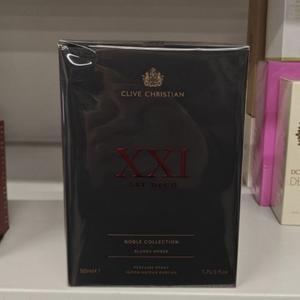 CLIVE CHRISTIAN
XXI
ART DECO
NOBLE COLLECTION
BLONDE AMBER
PERFUME SPRAY
50ml